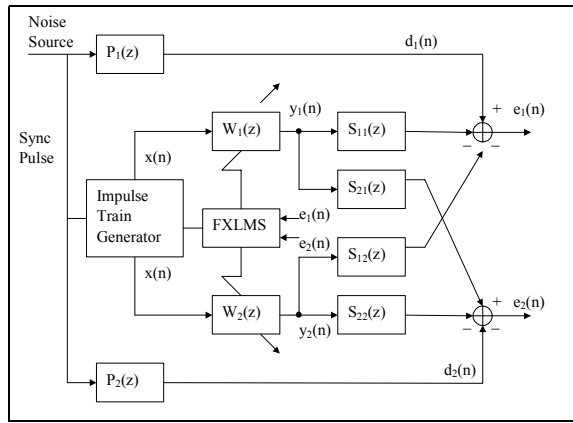 Noise
Source
P1(z)
d1(n)
+ e1(n)
W1(z)
y1(n)
S11(z)
− −
Sync
Pulse
x(n)
S21(z)
Impulse
Train
Generator
FXLMS
e1(n)
e2(n)
S12(z)
x(n)
+ e2(n)
W2(z)
S22(z)
− −
y2(n)
P2(z)
d2(n)